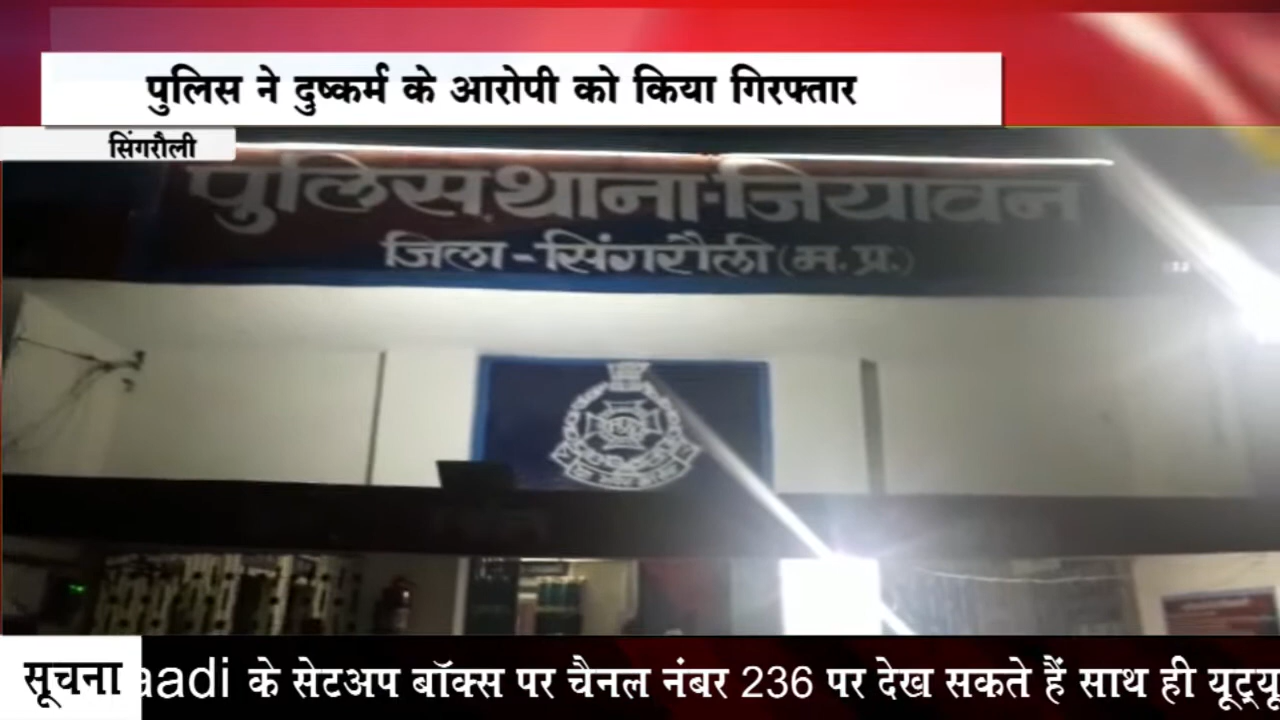 पुलिस ने दुष्कर्म के आरोपी को किया गिरफ्तार
सिंगरौली
पुलिस थाना-जियावन
जिला-सिंगरौली (म.प्र.)
सूचना aadi के सेटअप बॉक्स पर चैनल नंबर 236 पर देख सकते हैं साथ ही यूट्यू